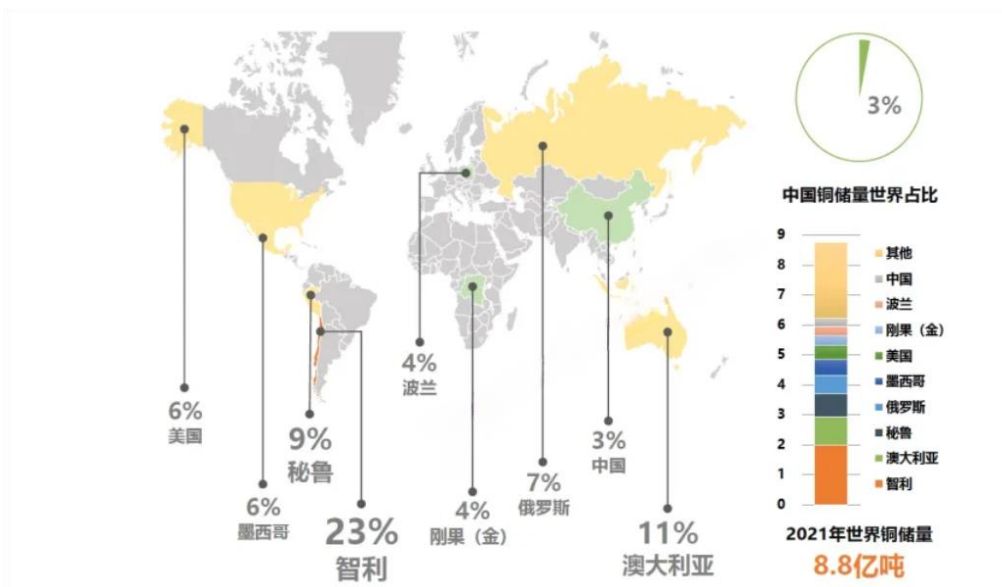 3%
中国铜储量世界占比
6%
美国
9%
秘鲁
6%
墨西哥
23%
智利
4%
波兰
4%
刚果（金）
7%
俄罗斯
3%
中国
11%
澳大利亚
9
8
7
6
5
4
3
2
1
0
其他
中国
波兰
刚果（金）
美国
墨西哥
俄罗斯
秘鲁
澳大利亚
智利
2021年世界铜储量
8.8亿吨